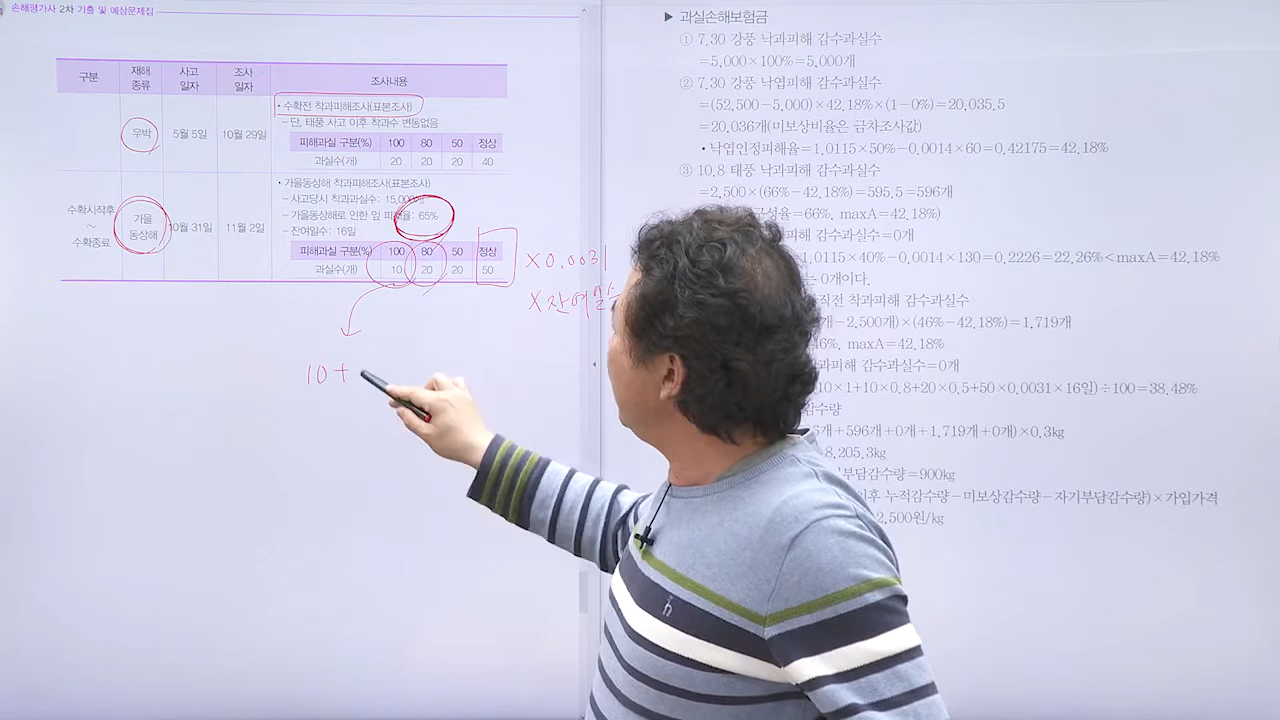 손해평가사 2차 기출 및 예상문제집
구분 재해 종류 사고 일자 조사 일자 조사내용
우박 5월 5일 10월 29일
• 수확전 착과피해조사(표본조사)
– 단, 태풍 사고 이후 착과수 변동없음
피해과실 구분(%) 100 80 50 정상
과실수(개) 20 20 20 40
수확시작후 ~ 수확종료 가을 동상해 10월 31일 11월 2일
• 가을동상해 착과피해조사(표본조사)
– 사고당시 착과과실수: 15,000개
– 가을동상해로 인한 잎 피해율: 65%
– 잔여일수: 16일
피해과실 구분(%) 100 80 50 정상
과실수(개) 10 20 20 50
×0.0031
×잔여일수
10+
▶ 과실손해보험금
① 7.30 강풍 낙과피해 감수과실수
=5,000×100%=5,000개
② 7.30 강풍 낙엽피해 감수과실수
=(52,500−5,000)×42.18%×(1−0%)=20,035.5
=20,036개(미보상비율은 금차조사값)
•낙엽인정피해율=1.0115×50%−0.0014×60=0.42175=42.18%
③ 10.8 태풍 낙과피해 감수과실수
=2,500×(66%−42.18%)=595.5=596개
구성율=66%, maxA=42.18%)
감수과실수=0개
1.0115×40%−0.0014×130=0.2226=22.26%<maxA=42.18%
는 0개이다.
직전 착과피해 감수과실수
−2,500개)×(46%−42.18%)=1,719개
46%, maxA=42.18%
과피해 감수과실수=0개
10×1+10×0.8+20×0.5+50×0.0031×16일)÷100=38.48%
감수량
6개+596개+0개+1,719개+0개)×0.3kg
8,205.3kg
부담감수량=900kg
이후 누적감수량−미보상감수량−자기부담감수량)×가입가격
2,500원/kg